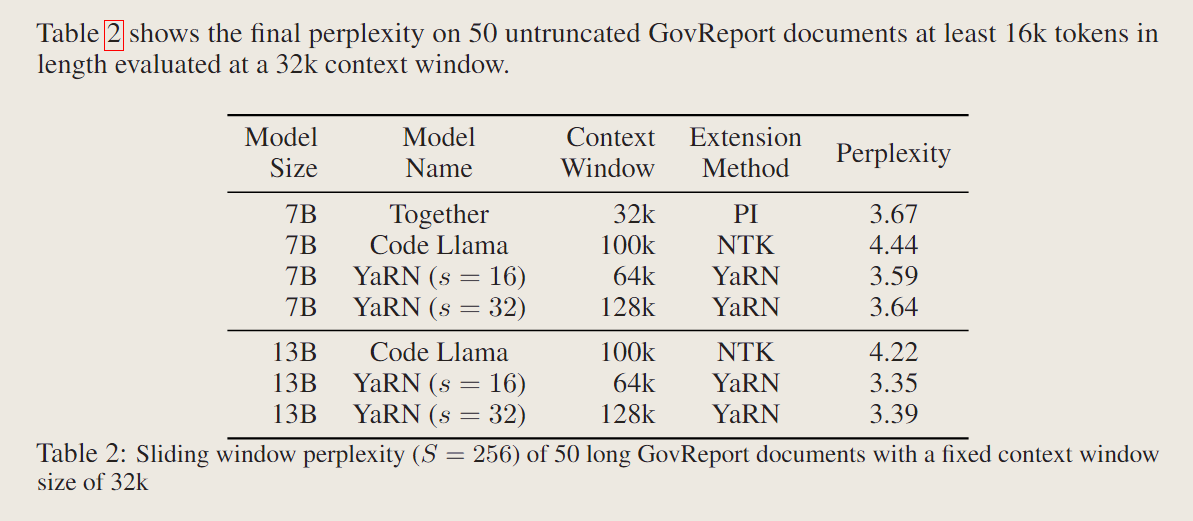 Table 2 shows the final perplexity on 50 untruncated GovReport documents at least 16k tokens in
length evaluated at a 32k context window.
Model Size Model Name Context Window Extension Method Perplexity
7B Together 32k PI 3.67
7B Code Llama 100k NTK 4.44
7B YaRN (s = 16) 64k YaRN 3.59
7B YaRN (s = 32) 128k YaRN 3.64
13B Code Llama 100k NTK 4.22
13B YaRN (s = 16) 64k YaRN 3.35
13B YaRN (s = 32) 128k YaRN 3.39
Table 2: Sliding window perplexity (S = 256) of 50 long GovReport documents with a fixed context window
size of 32k